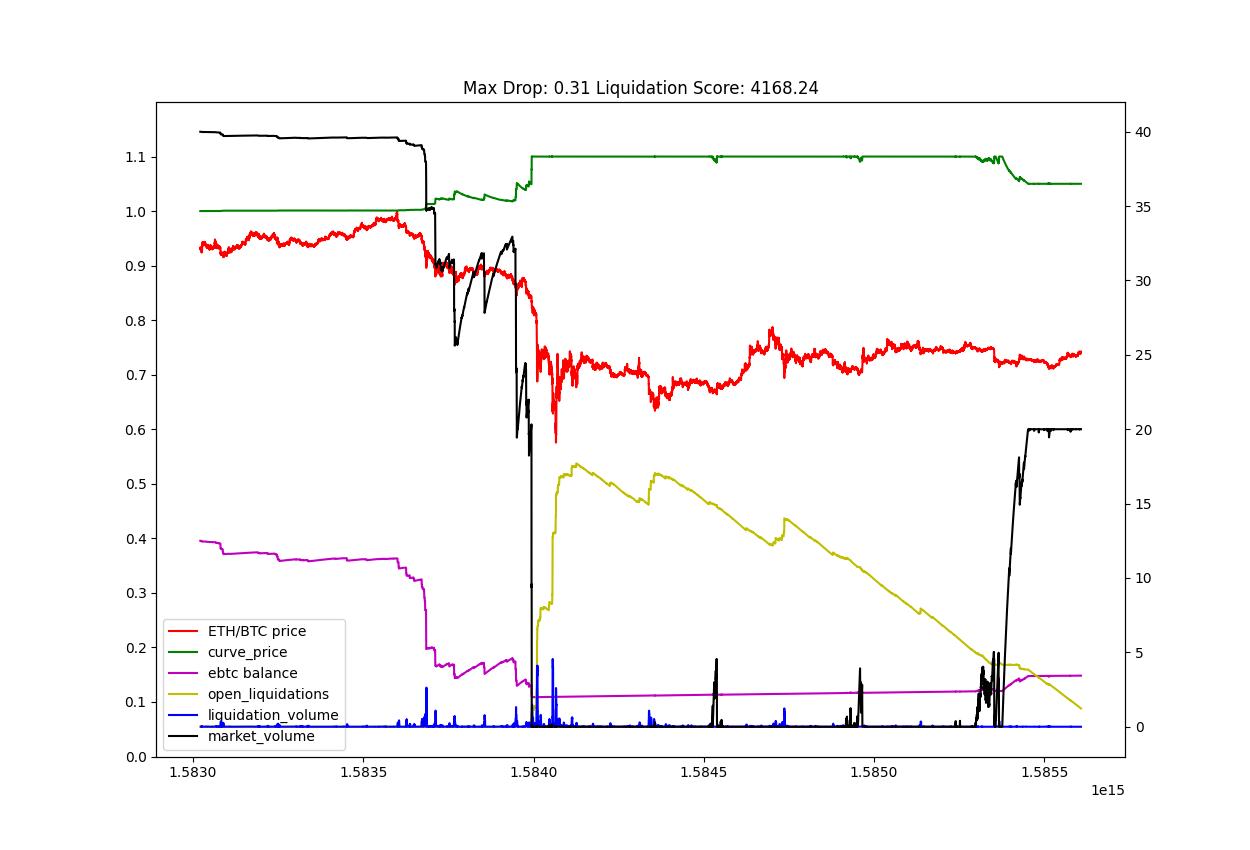 Max Drop: 0.31 Liquidation Score: 4168.24
40
1.1
35
1.0
0.9
30
0.8
25
0.7
0.6
20
0.5
15
0.4
10
0.3
0.2
5
0.1
0
0.0
ETH/BTC price
curve_price
ebtc balance
open_liquidations
liquidation_volume
market_volume
1.5830 1.5835 1.5840 1.5845 1.5850 1.5855
1e15